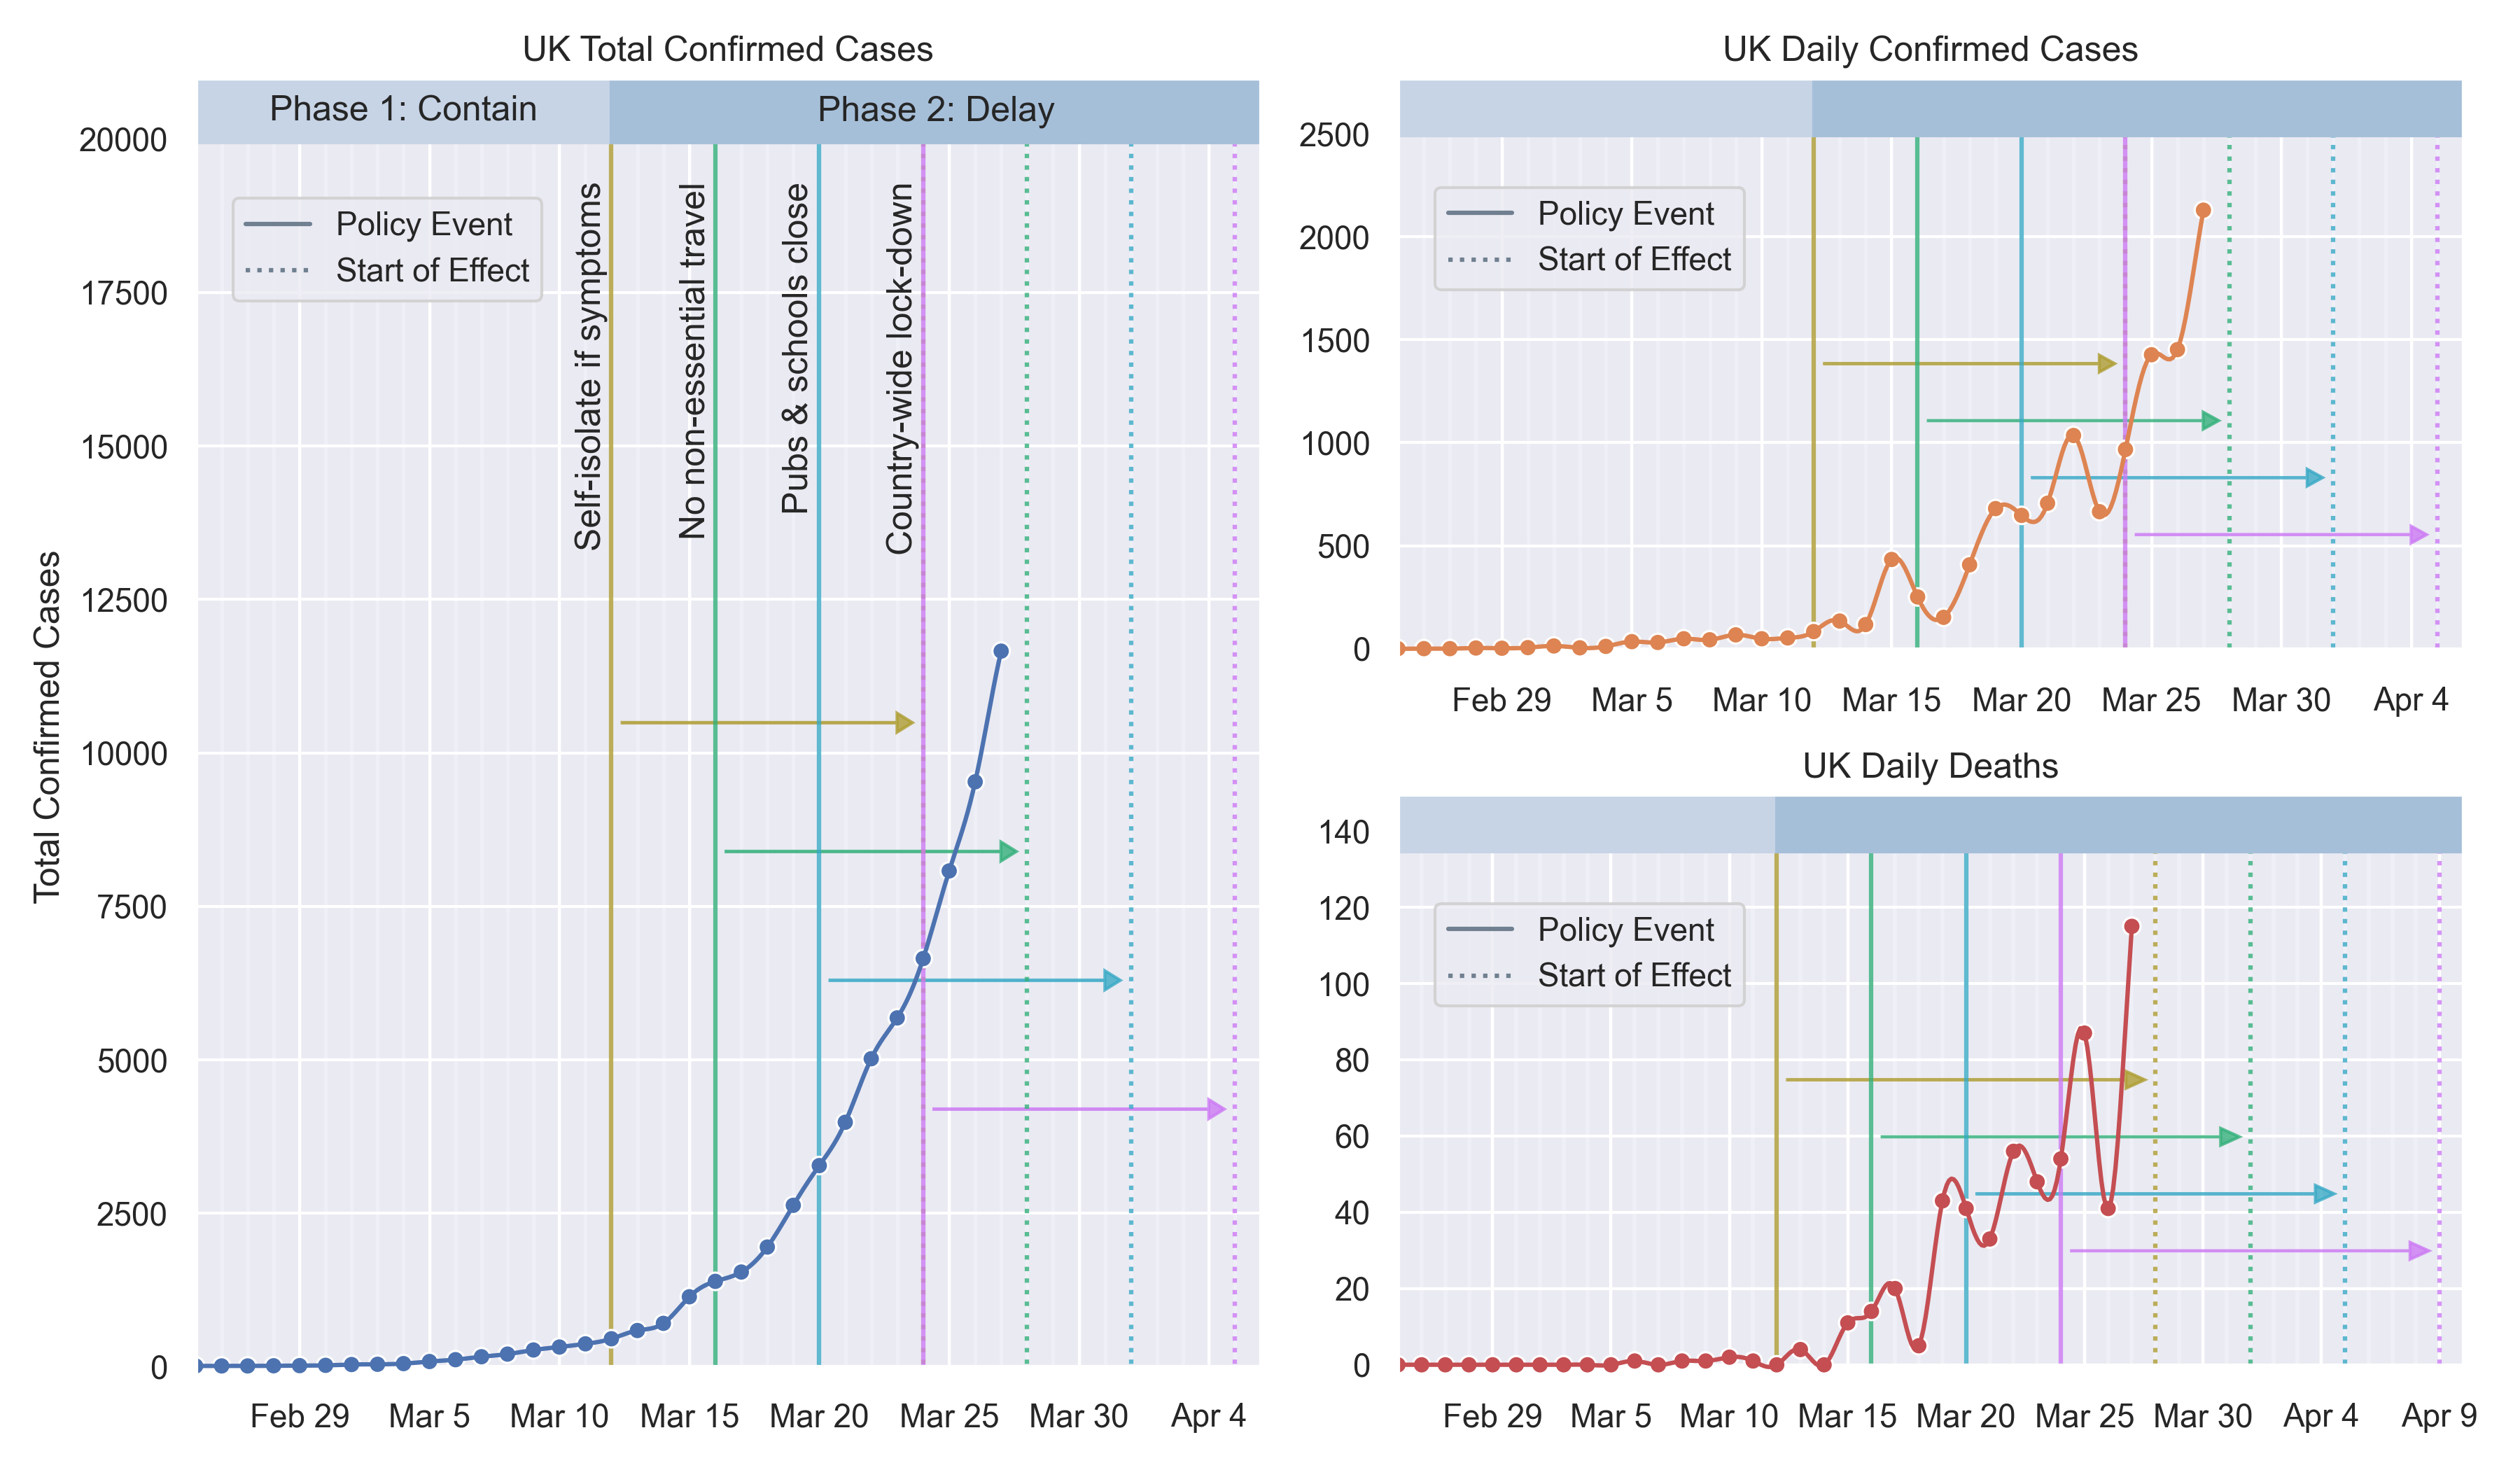 UK Total Confirmed Cases
Phase 1: Contain
Phase 2: Delay
20000
17500
15000
12500
10000
7500
5000
2500
0
Total Confirmed Cases
Policy Event
Start of Effect
Self-isolate if symptoms
No non-essential travel
Pubs & schools close
Country-wide lock-down
Feb 29
Mar 5
Mar 10
Mar 15
Mar 20
Mar 25
Mar 30
Apr 4
UK Daily Confirmed Cases
2500
2000
1500
1000
500
0
Policy Event
Start of Effect
Feb 29
Mar 5
Mar 10
Mar 15
Mar 20
Mar 25
Mar 30
Apr 4
UK Daily Deaths
140
120
100
80
60
40
20
0
Policy Event
Start of Effect
Feb 29
Mar 5
Mar 10
Mar 15
Mar 20
Mar 25
Mar 30
Apr 4
Apr 9